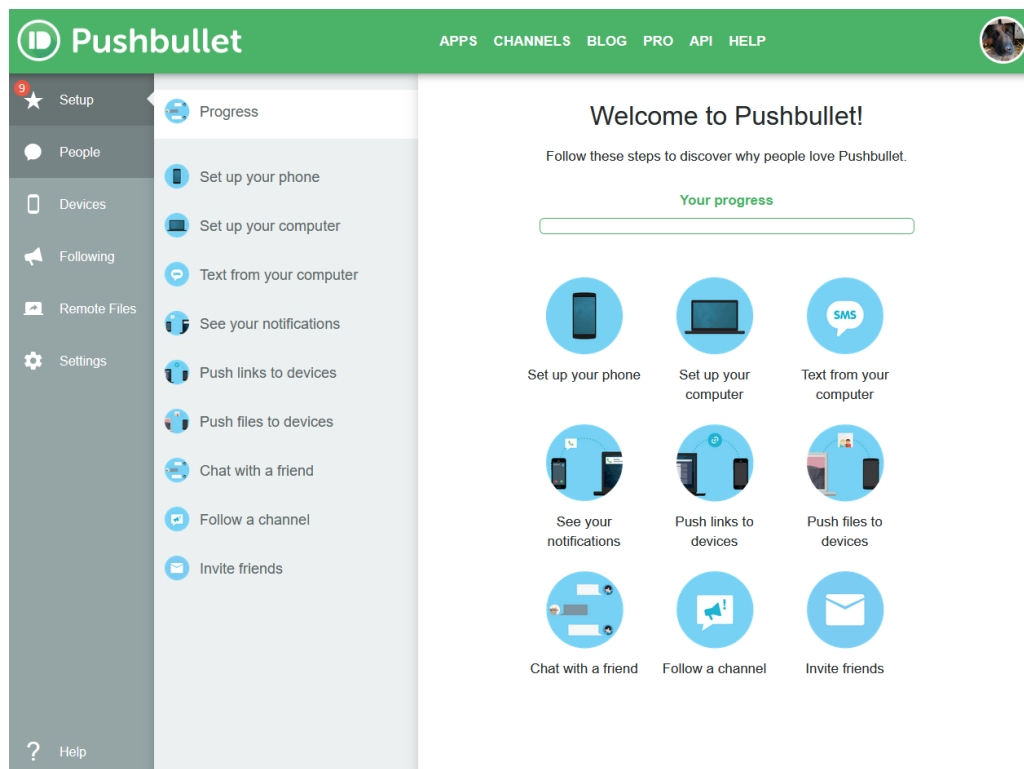 Pushbullet
APPS CHANNELS BLOG PRO API HELP
9
Setup
People
Devices
Following
Remote Files
Settings
? Help
Progress
Set up your phone
Set up your computer
Text from your computer
See your notifications
Push links to devices
Push files to devices
Chat with a friend
Follow a channel
Invite friends
Welcome to Pushbullet!
Follow these steps to discover why people love Pushbullet.
Your progress
SMS
Set up your phone
Set up your
computer
Text from your
computer
See your
notifications
Push links to
devices
Push files to
devices
Chat with a friend
Follow a channel
Invite friends